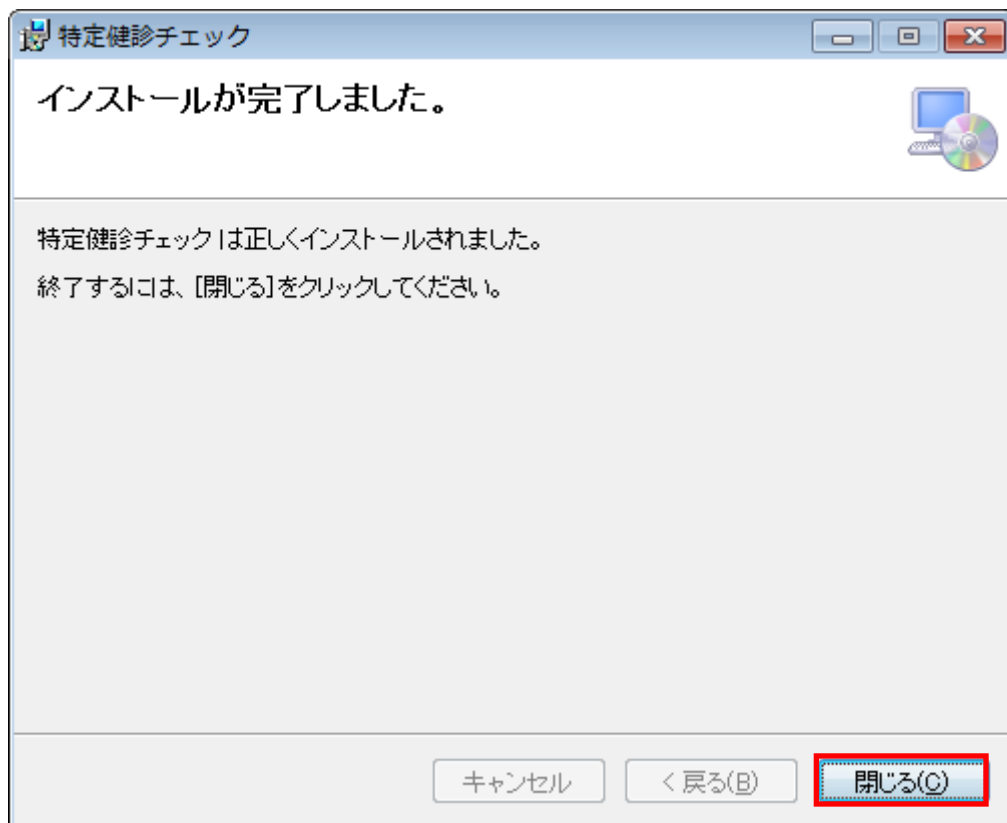 特定健診チェック
インストールが完了しました。
特定健診チェック は正しくインストールされました。
終了するには、[閉じる]をクリックしてください。
キャンセル
< 戻る(B)
閉じる(C)